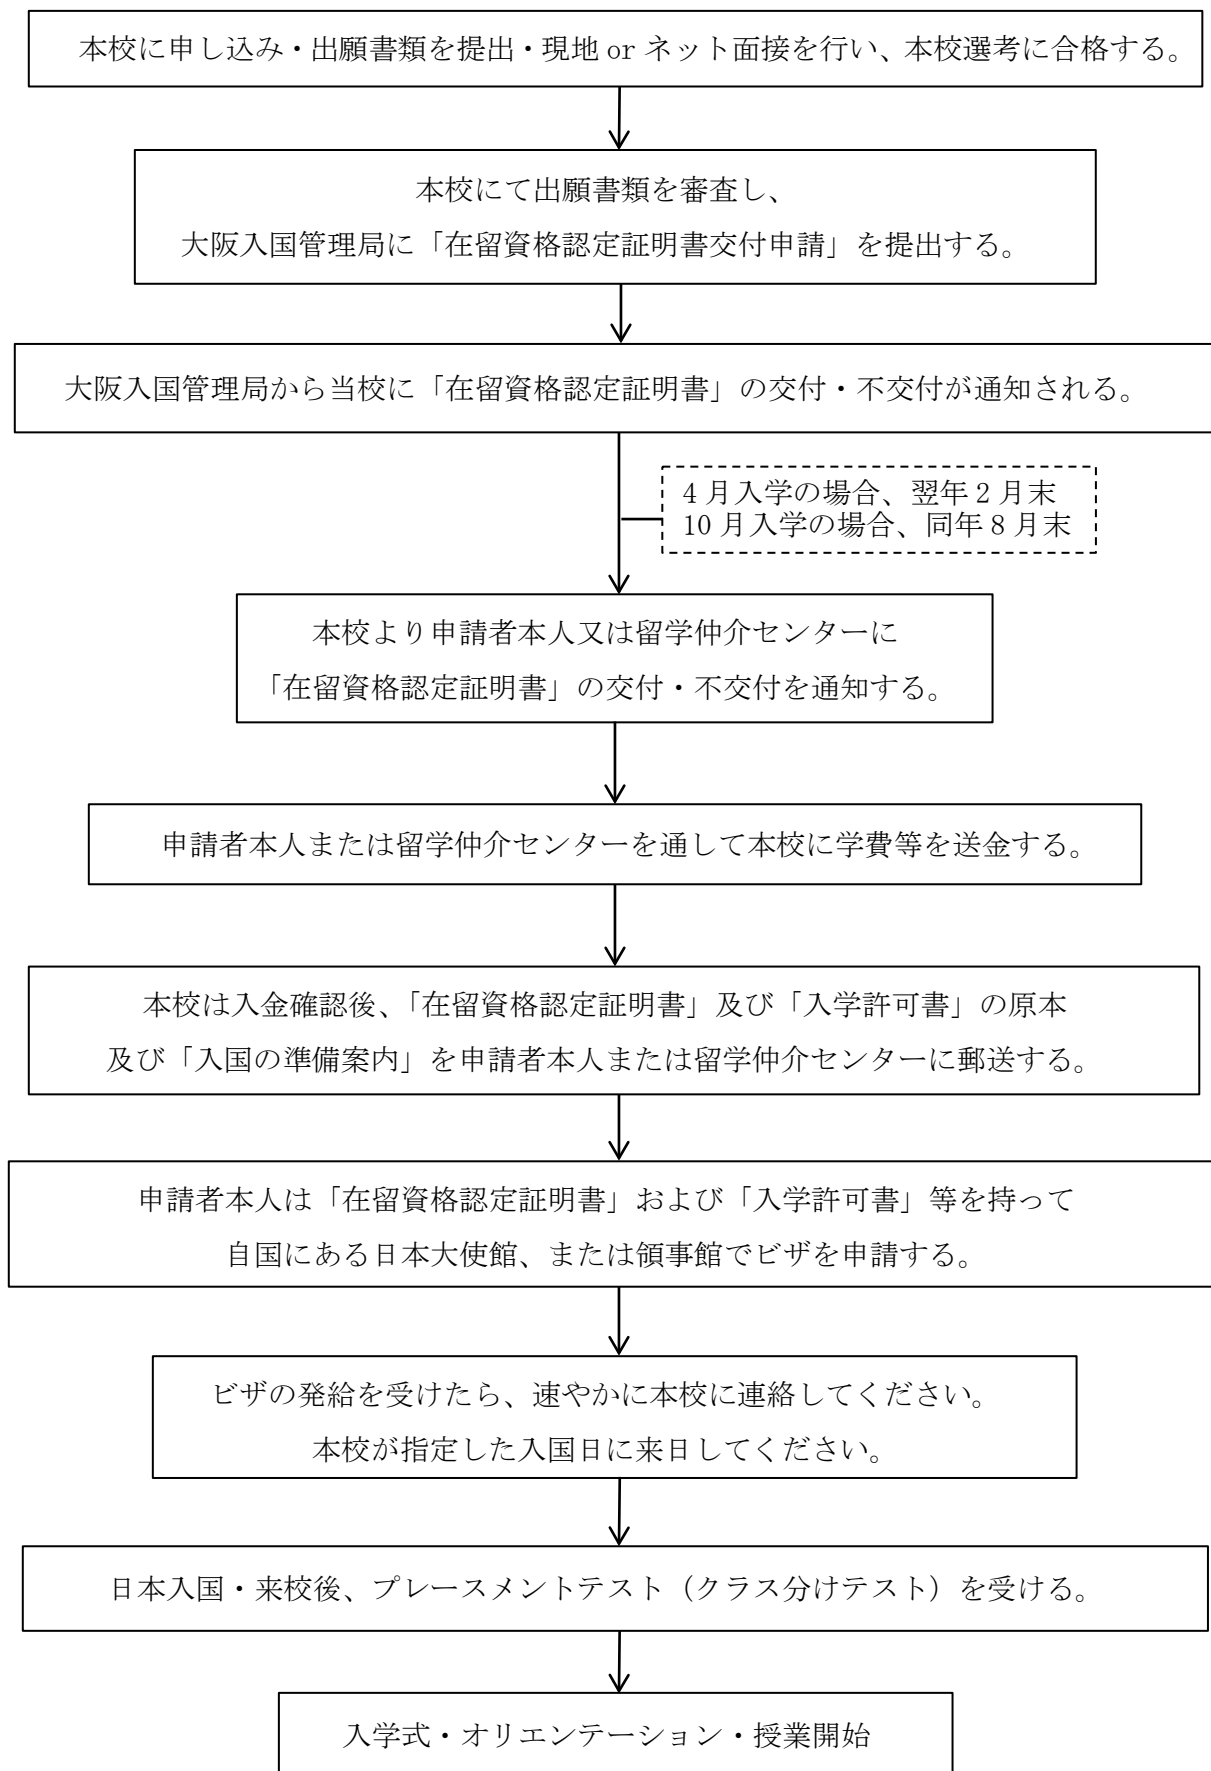 本校に申し込み・出願書類を提出・現地 or ネット面接を行い、本校選考に合格する。
本校にて出願書類を審査し、
大阪入国管理局に「在留資格認定証明書交付申請」を提出する。
大阪入国管理局から当校に「在留資格認定証明書」の交付・不交付が通知される。
4 月入学の場合、翌年 2 月末
10 月入学の場合、同年 8 月末
本校より申請者本人又は留学仲介センターに
「在留資格認定証明書」の交付・不交付を通知する。
申請者本人または留学仲介センターを通して本校に学費等を送金する。
本校は入金確認後、「在留資格認定証明書」及び「入学許可書」の原本
及び「入国の準備案内」を申請者本人または留学仲介センターに郵送する。
申請者本人は「在留資格認定証明書」および「入学許可書」等を持って
自国にある日本大使館、または領事館でビザを申請する。
ビザの発給を受けたら、速やかに本校に連絡してください。
本校が指定した入国日に来日してください。
日本入国・来校後、プレースメントテスト（クラス分けテスト）を受ける。
入学式・オリエンテーション・授業開始